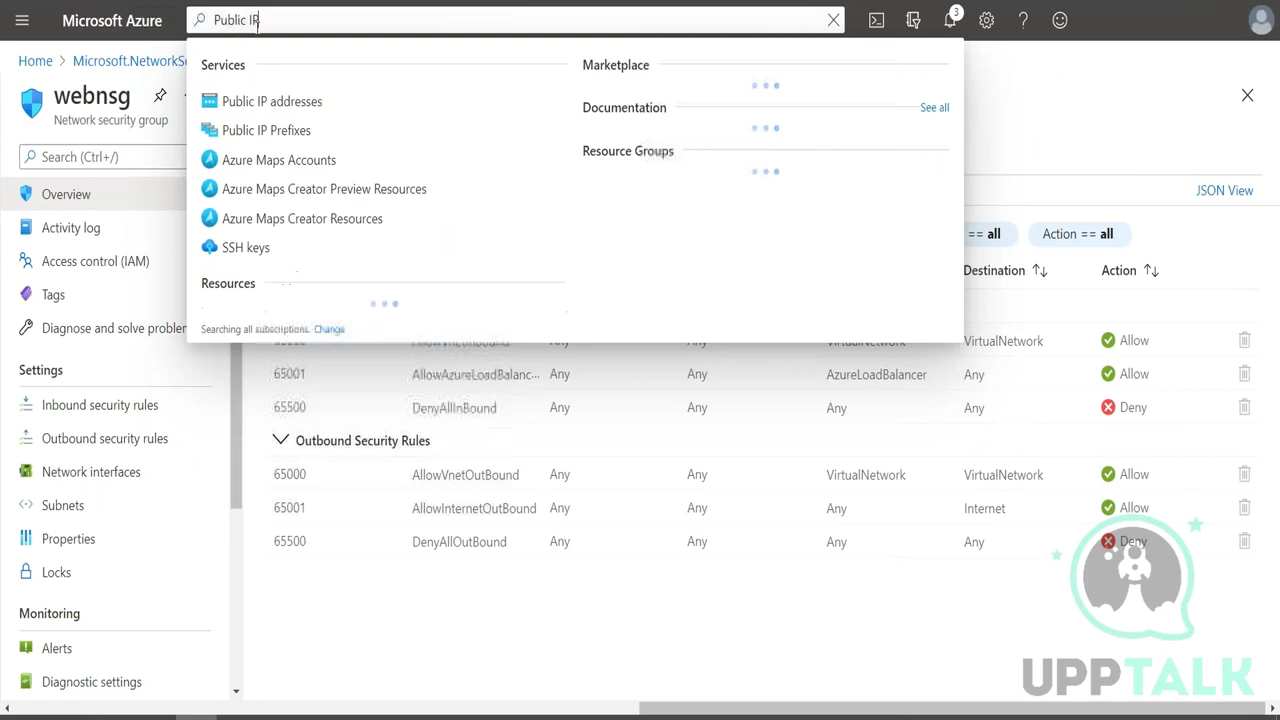 Microsoft Azure
Public IP
3
Home > Microsoft.NetworkSe
webnsg
Network security group
Search (Ctrl+/)
Overview
Activity log
Access control (IAM)
Tags
Diagnose and solve problem
Settings
Inbound security rules
Outbound security rules
Network interfaces
Subnets
Properties
Locks
Monitoring
Alerts
Diagnostic settings
Services
Public IP addresses
Public IP Prefixes
Azure Maps Accounts
Azure Maps Creator Preview Resources
Azure Maps Creator Resources
SSH keys
Resources
Searching all subscriptions. Change
Marketplace
Documentation
See all
Resource Groups
JSON View
== all
Action == all
Destination
Action
VirtualNetwork Allow
65001 AllowAzureLoadBalanc... Any Any AzureLoadBalancer Any Allow
65500 DenyAllInBound Any Any Any Any Deny
Outbound Security Rules
65000 AllowVnetOutBound Any Any VirtualNetwork VirtualNetwork Allow
65001 AllowInternetOutBound Any Any Any Internet Allow
65500 DenyAllOutBound Any Any Any Any Deny
UPPTALK